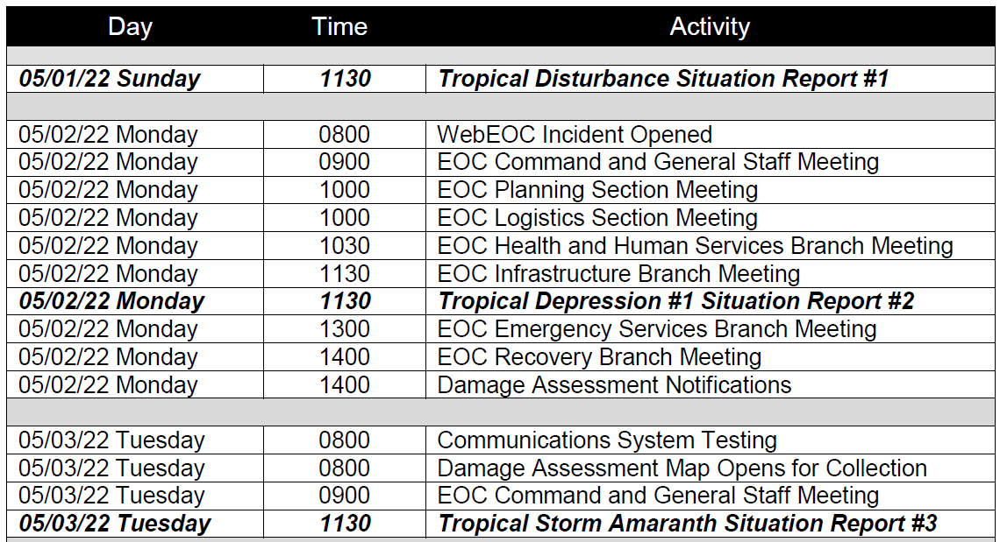 Day Time Activity
05/01/22 Sunday 1130 Tropical Disturbance Situation Report #1
05/02/22 Monday 0800 WebEOC Incident Opened
05/02/22 Monday 0900 EOC Command and General Staff Meeting
05/02/22 Monday 1000 EOC Planning Section Meeting
05/02/22 Monday 1000 EOC Logistics Section Meeting
05/02/22 Monday 1030 EOC Health and Human Services Branch Meeting
05/02/22 Monday 1130 EOC Infrastructure Branch Meeting
05/02/22 Monday 1130 Tropical Depression #1 Situation Report #2
05/02/22 Monday 1300 EOC Emergency Services Branch Meeting
05/02/22 Monday 1400 EOC Recovery Branch Meeting
05/02/22 Monday 1400 Damage Assessment Notifications
05/03/22 Tuesday 0800 Communications System Testing
05/03/22 Tuesday 0800 Damage Assessment Map Opens for Collection
05/03/22 Tuesday 0900 EOC Command and General Staff Meeting
05/03/22 Tuesday 1130 Tropical Storm Amaranth Situation Report #3